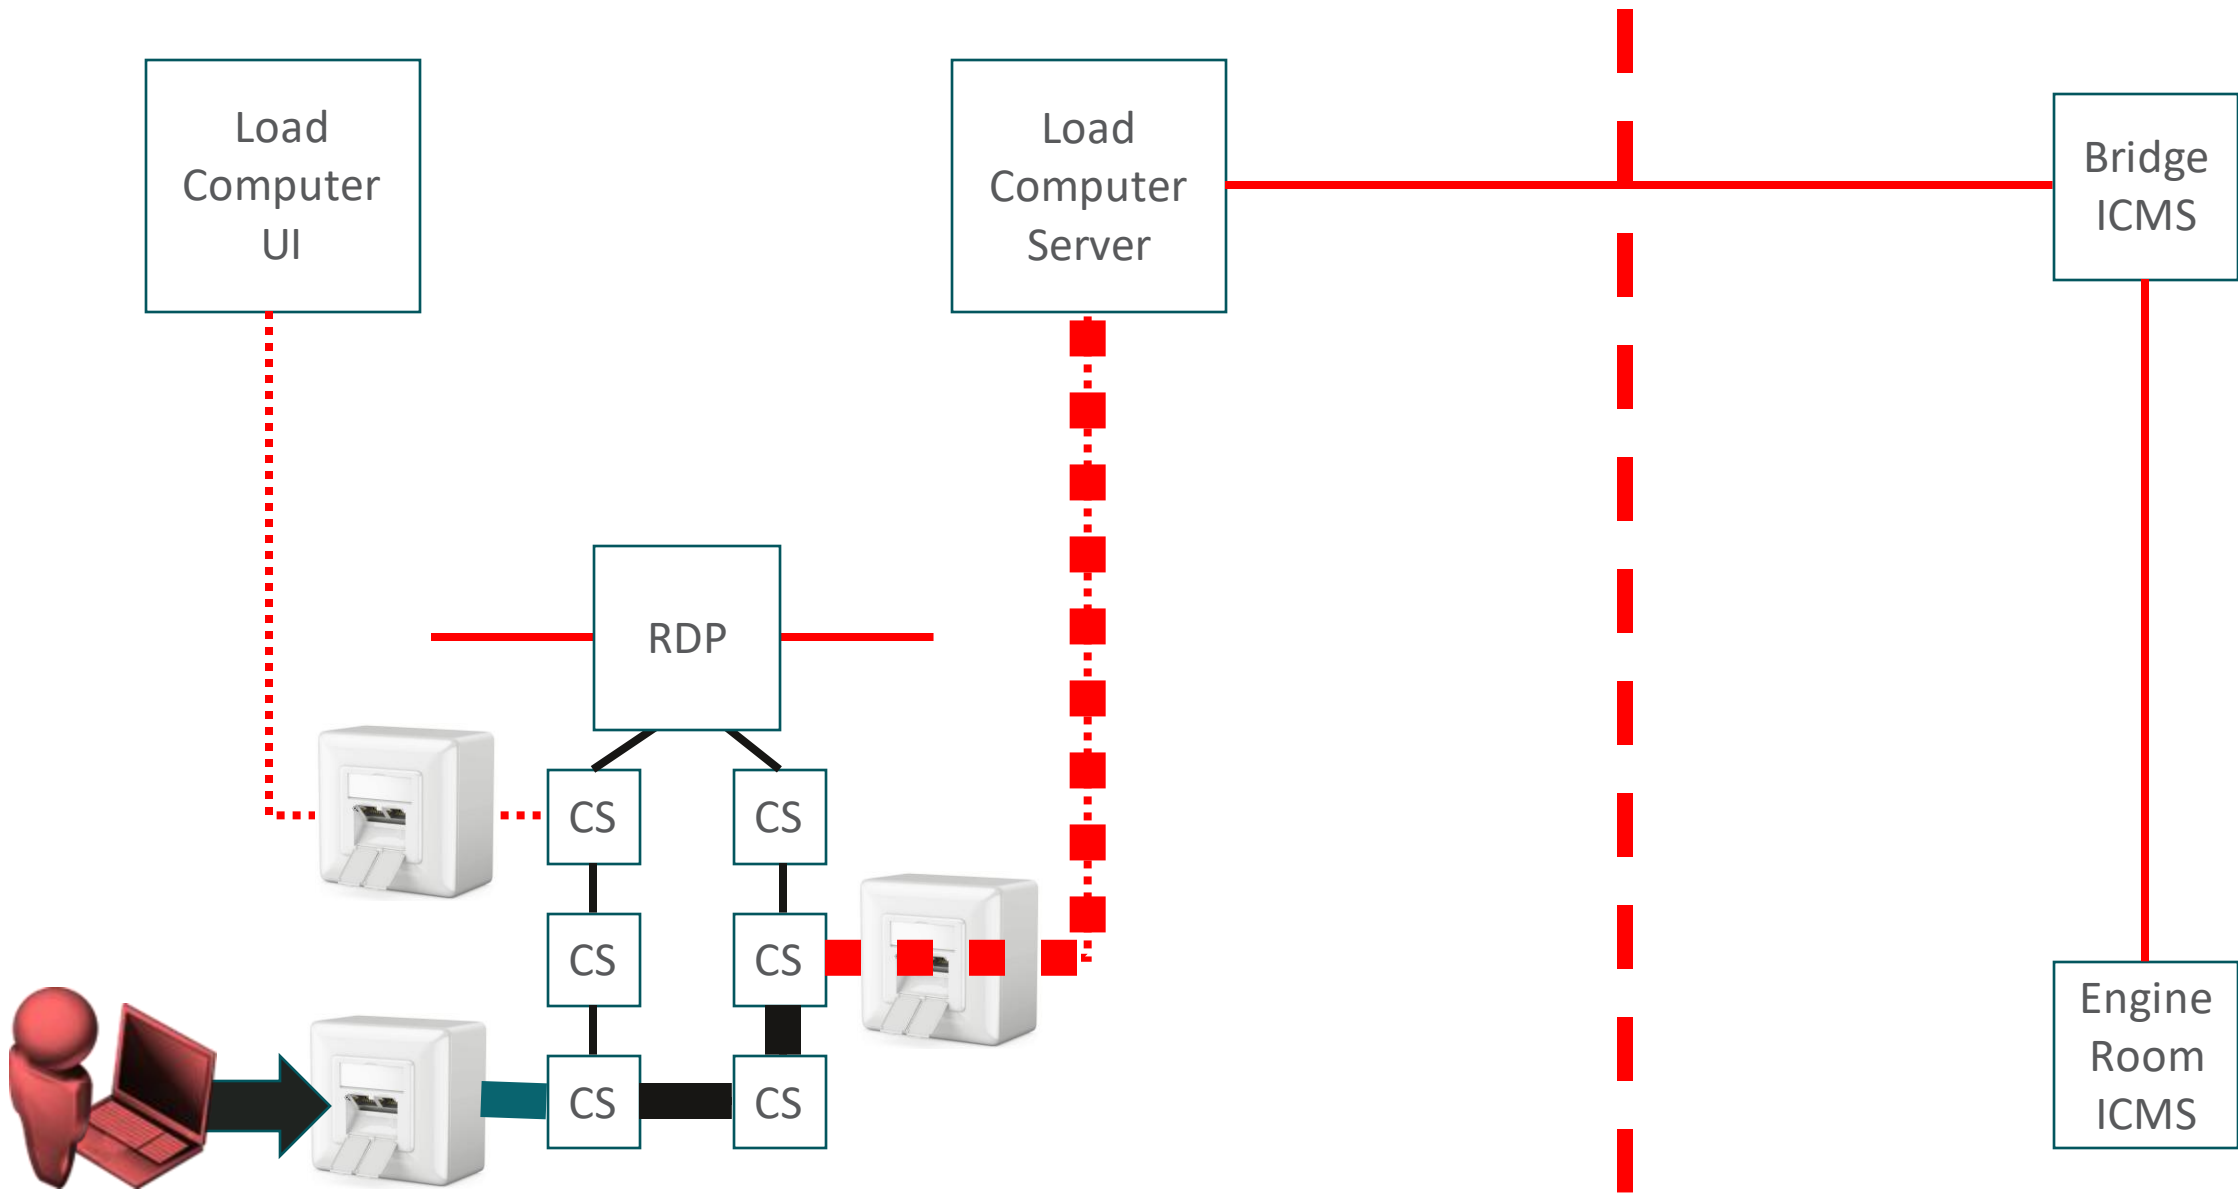 Load
Computer
UI
Load
Computer
Server
Bridge
ICMS
RDP
CS
CS
CS
CS
CS
CS
Engine
Room
ICMS